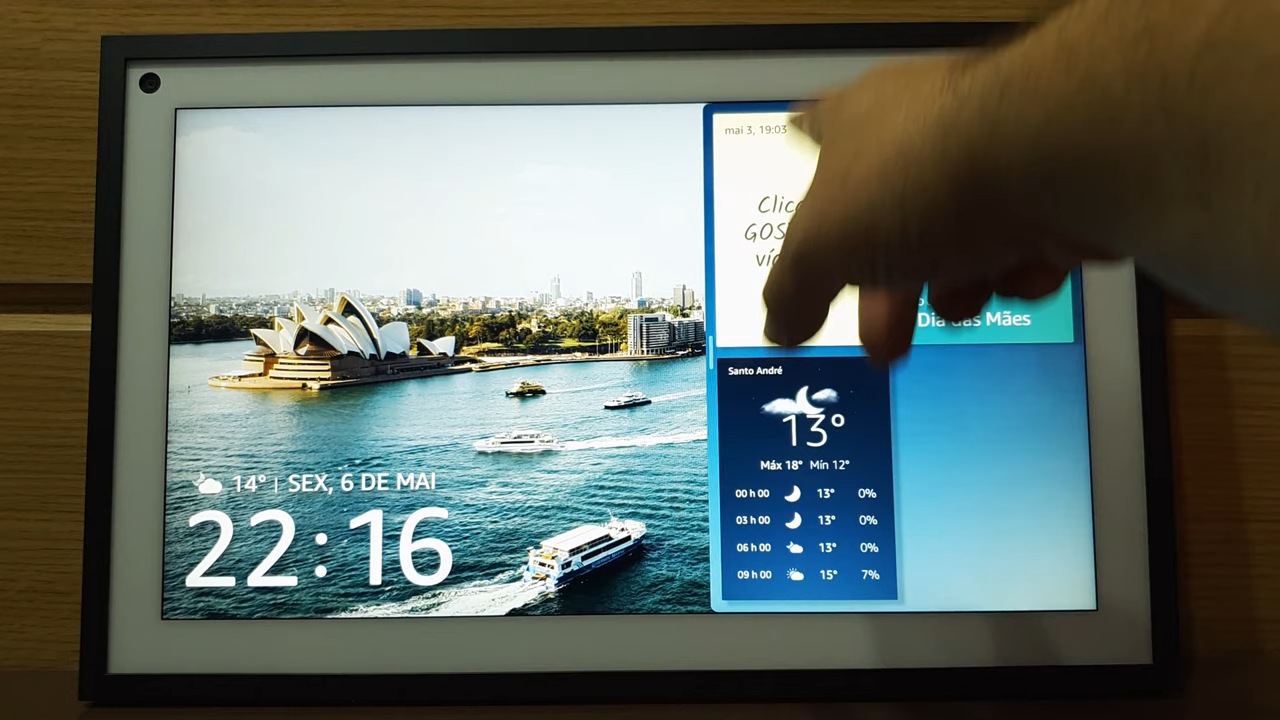 mai 3, 19:03
GOS
Dia das Mães
Santo André
13°
Máx 18° Mín 12°
00 h 00 13° 0%
03 h 00 13° 0%
06 h 00 13° 0%
09 h 00 15° 7%
14° | SEX, 6 DE MAI
22:16